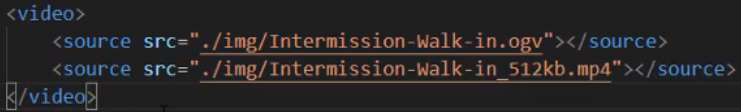 <video>
<source src="./img/Intermission-Walk-in.ogv"></source>
<source src="./img/Intermission-Walk-in_512kb.mp4"></source>
</video>